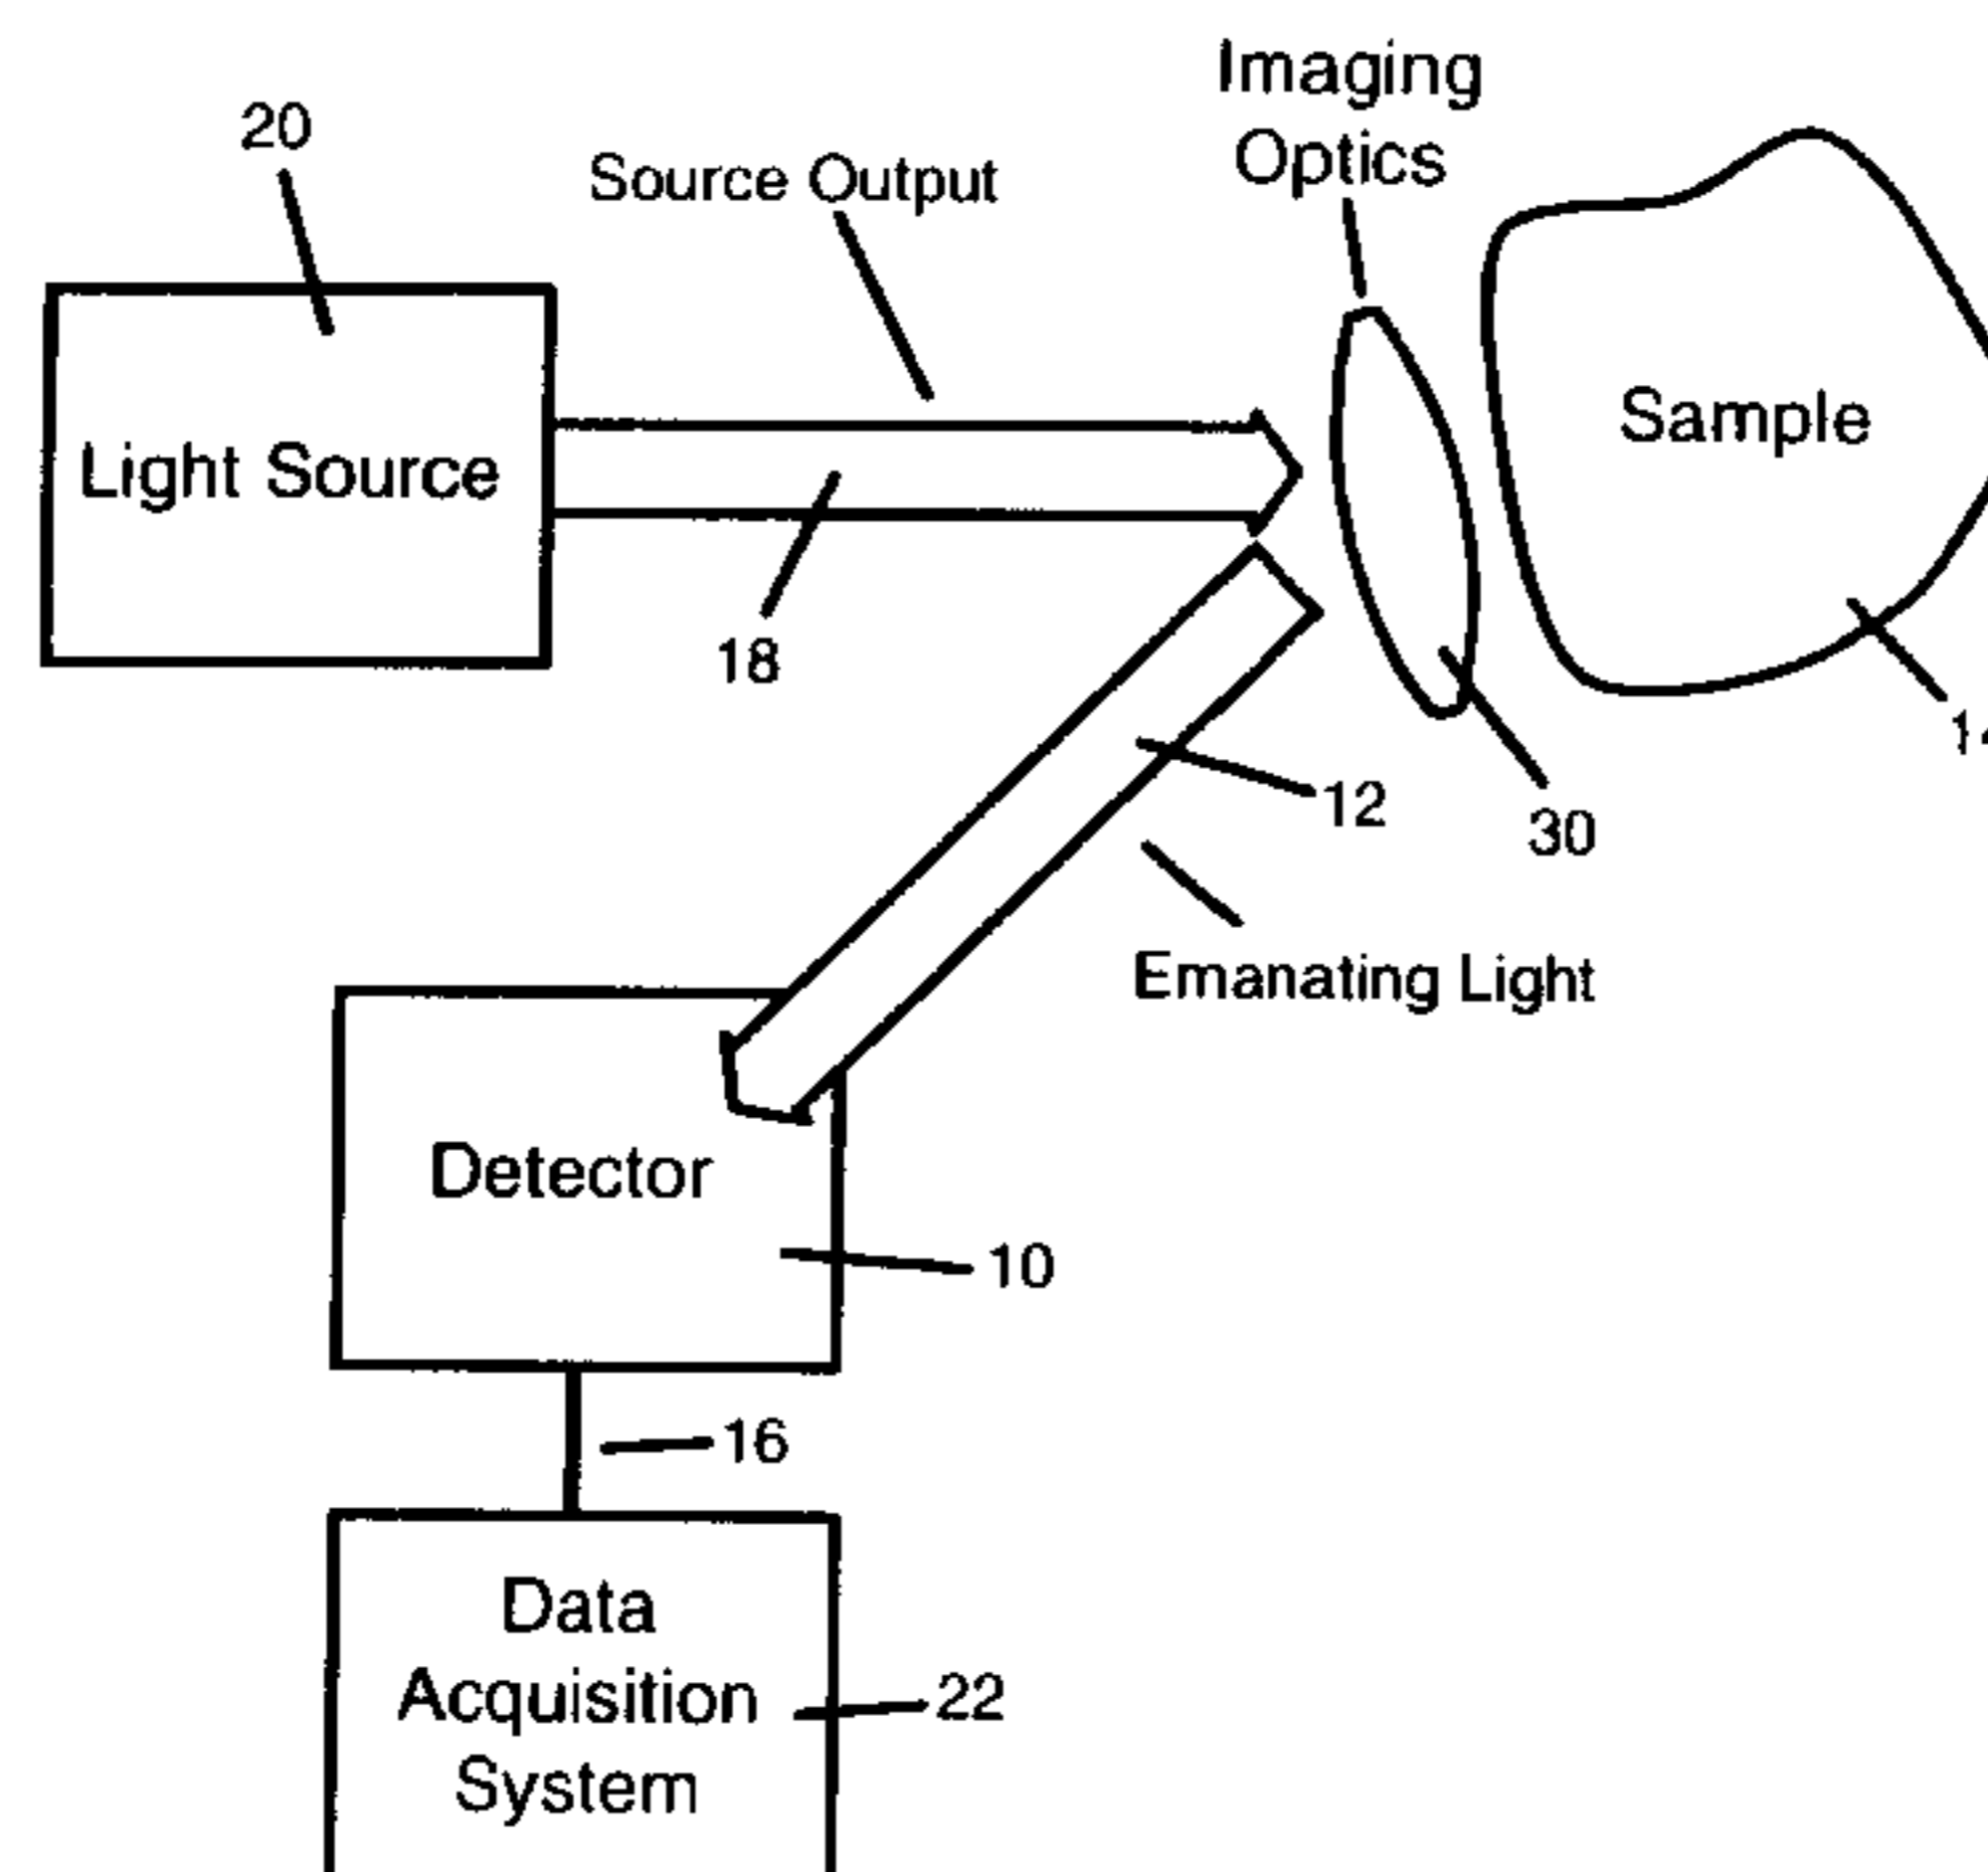 Imaging
Optics
20
Source Output
Light Source
Sample
18
14
12
30
Emanating Light
Detector
10
16
Data
Acquisition
System
22